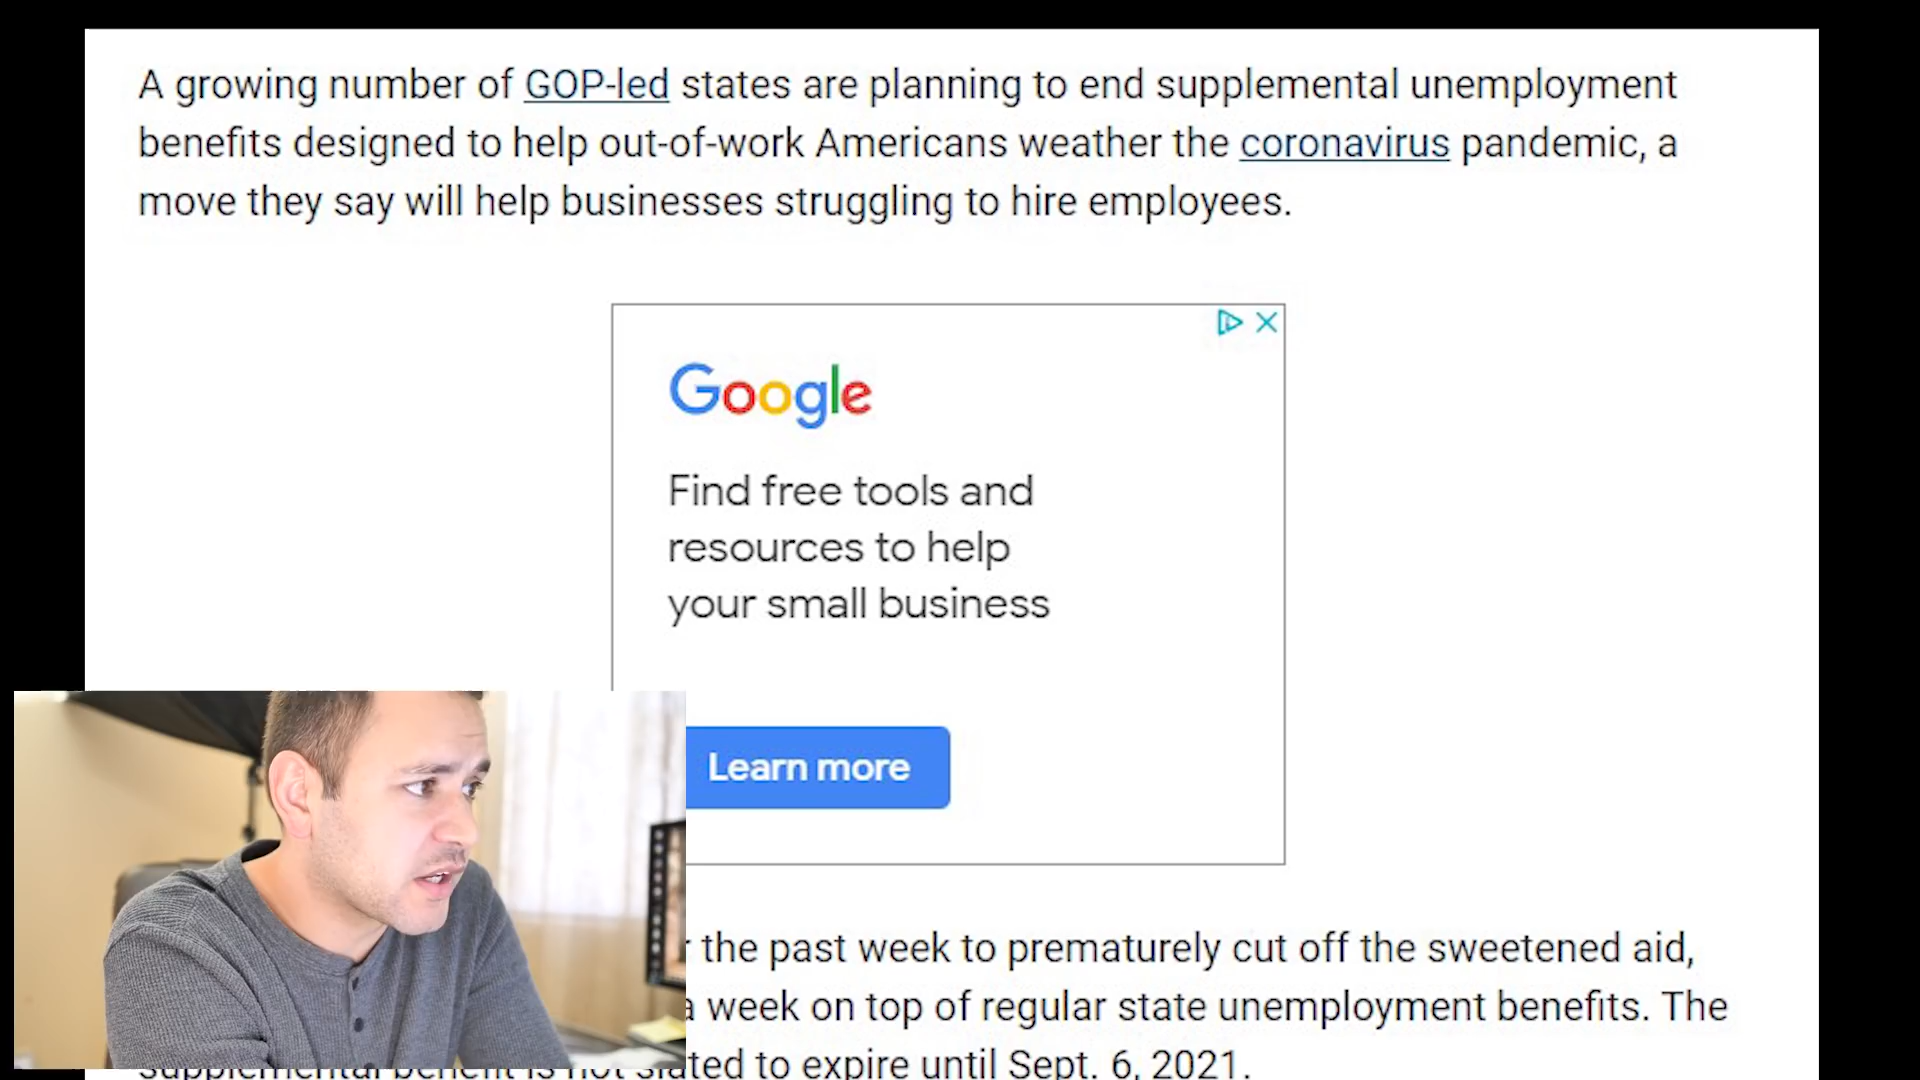 A growing number of GOP-led states are planning to end supplemental unemployment
benefits designed to help out-of-work Americans weather the coronavirus pandemic, a
move they say will help businesses struggling to hire employees.
Google
Find free tools and
resources to help
your small business
Learn more
the past week to prematurely cut off the sweetened aid,
a week on top of regular state unemployment benefits. The
supplemental benefit is not slated to expire until Sept. 6, 2021.